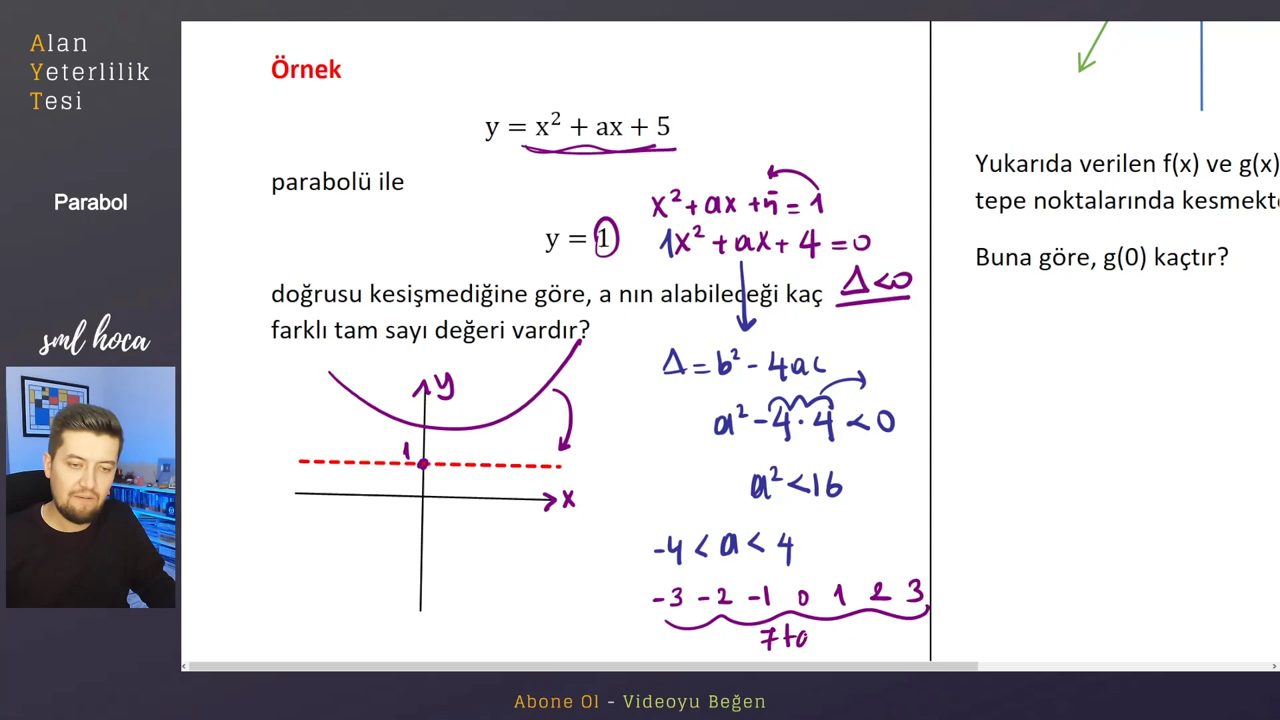 Alan
Yeterlilik
Tesi
Parabol
sml hoca
Örnek
y = x² + ax + 5
parabolü ile
y = 1
doğrusu kesişmediğine göre, a nın alabileceği kaç
farklı tam sayı değeri vardır?
x² + ax + 5 = 1
1x² + ax + 4 = 0
Δ < 0
Δ = b² - 4ac
a² - 4 · 4 < 0
a² < 16
-4 < a < 4
-3 -2 -1 0 1 2 3
7 ta
y
1
x
Yukarıda verilen f(x) ve g(x)
tepe noktalarında
Buna göre, g(0) kaçtır?
Abone Ol - Videoyu Beğen